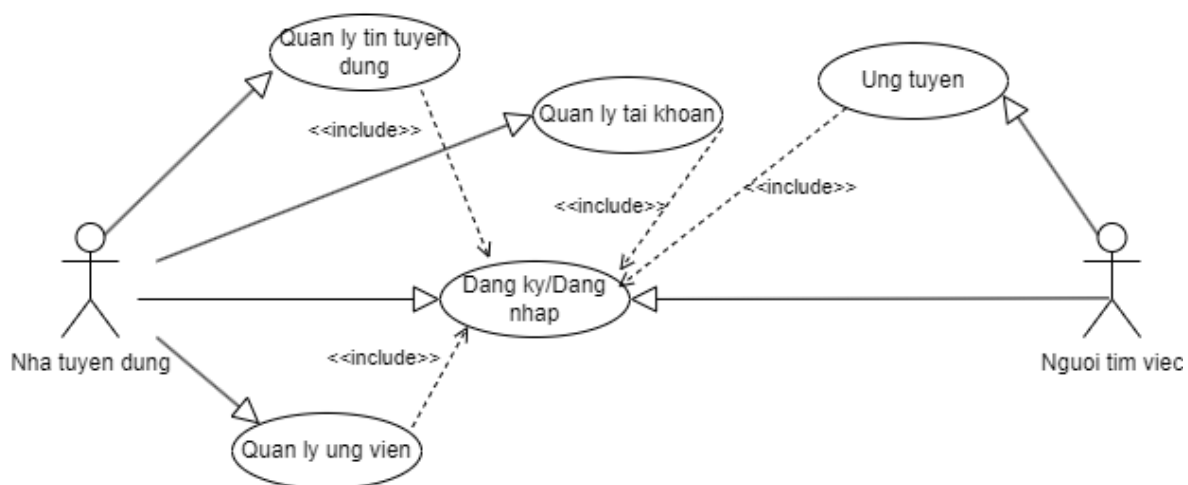 Quan ly tin tuyen
dung
Ung tuyen
Quan ly tai khoan
<<include>>
<<include>>
<<include>>
Dang ky/Dang
nhap
<<include>>
Nha tuyen dung
Nguoi tim viec
Quan ly ung vien